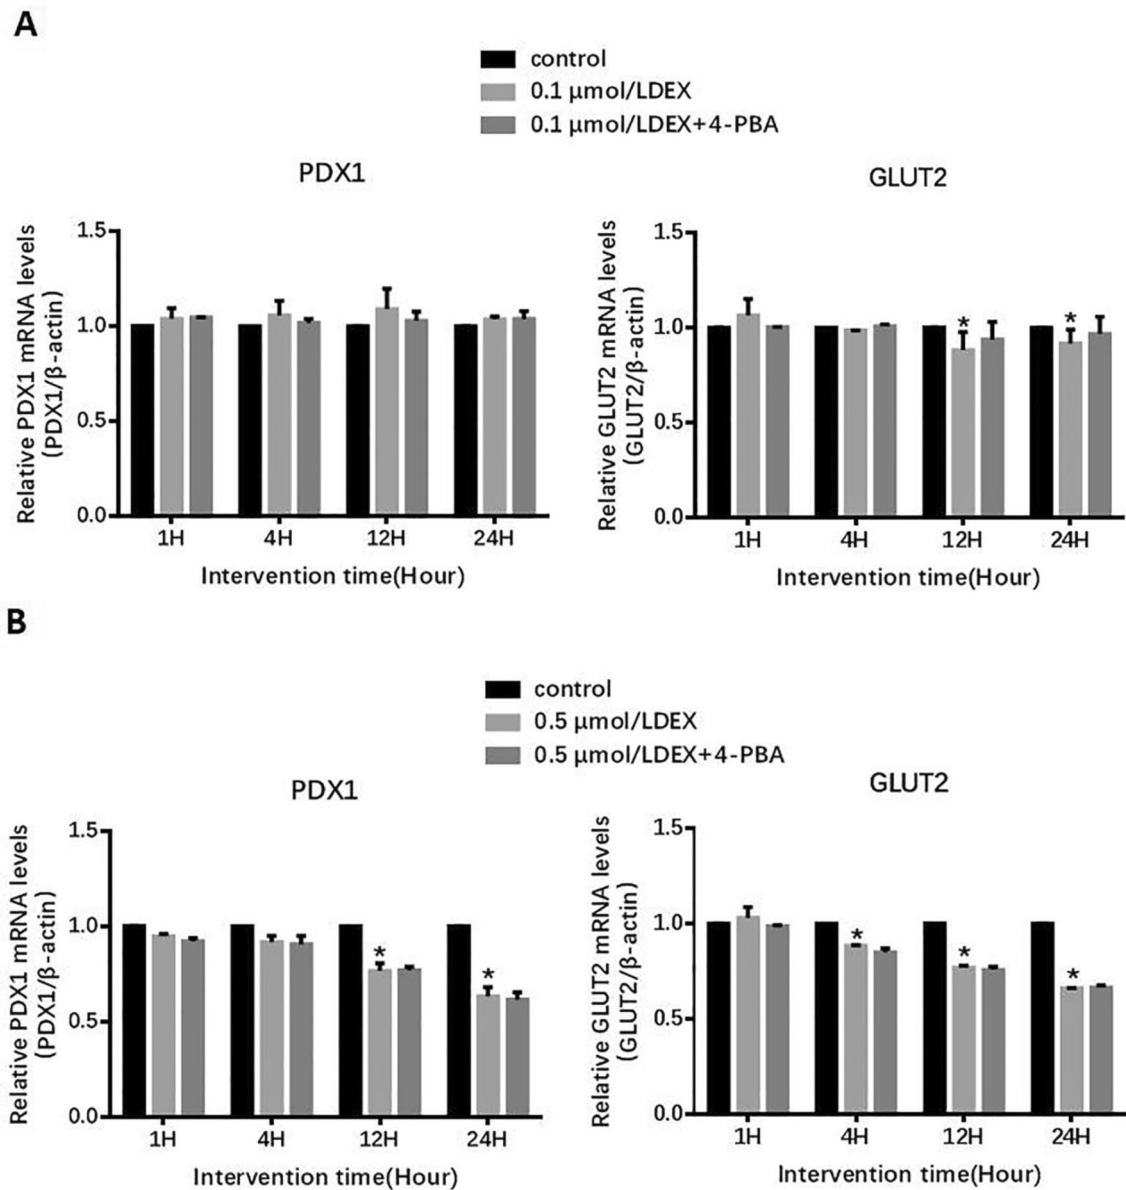 A
control
0.1 μmol/LDEX
0.1 μmol/LDEX+4-PBA
PDX1
Relative PDX1 mRNA levels
(PDX1/β-actin)
1.5
1.0
0.5
0.0
*
1H 4H 12H 24H
Intervention time(Hour)
GLUT2
Relative GLUT2 mRNA levels
(GLUT2/β-actin)
1.5
1.0
0.5
0.0
* *
1H 4H 12H 24H
Intervention time(Hour)
B
control
0.5 μmol/LDEX
0.5 μmol/LDEX+4-PBA
PDX1
Relative PDX1 mRNA levels
(PDX1/β-actin)
1.5
1.0
0.5
0.0
* *
1H 4H 12H 24H
Intervention time(Hour)
GLUT2
Relative GLUT2 mRNA levels
(GLUT2/β-actin)
1.5
1.0
0.5
0.0
* * *
1H 4H 12H 24H
Intervention time(Hour)